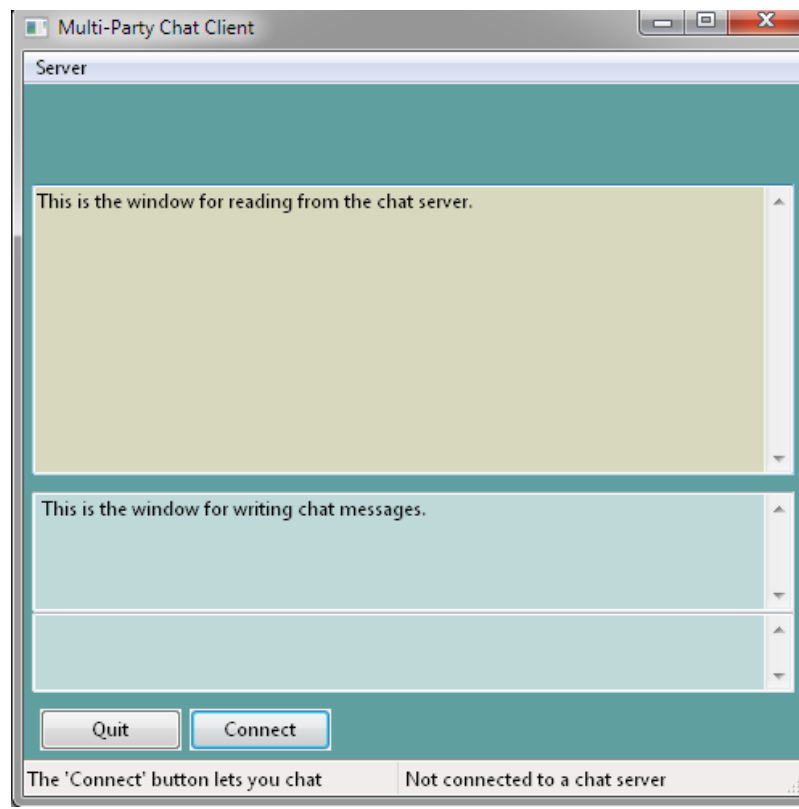 Multi-Party Chat Client
Server
This is the window for reading from the chat server.
This is the window for writing chat messages.
Quit Connect
The 'Connect' button lets you chat Not connected to a chat server